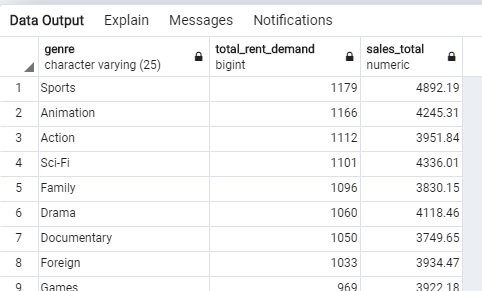 Data Output Explain Messages Notifications
genre total_rent_demand sales_total
character varying (25) bigint numeric
1 Sports 1179 4892.19
2 Animation 1166 4245.31
3 Action 1112 3951.84
4 Sci-Fi 1101 4336.01
5 Family 1096 3830.15
6 Drama 1060 4118.46
7 Documentary 1050 3749.65
8 Foreign 1033 3934.47
9 Games 969 3922.18